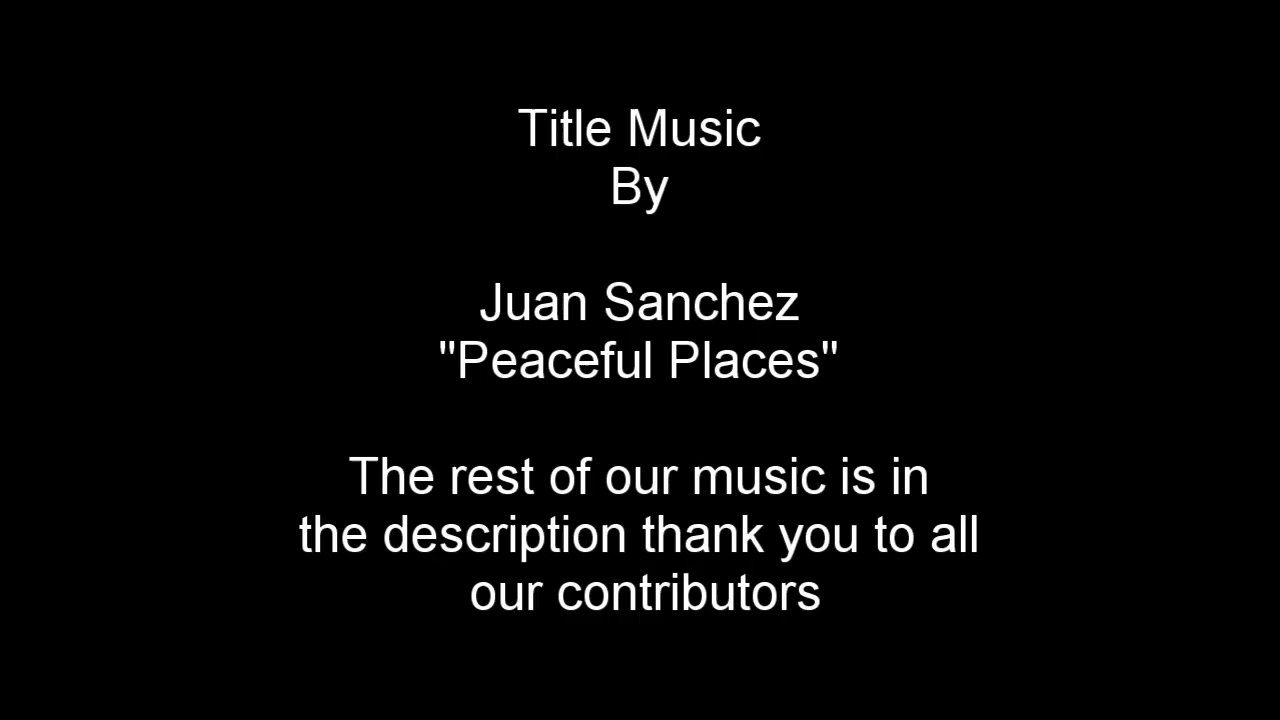 Title Music
By
Juan Sanchez
"Peaceful Places"
The rest of our music is in
the description thank you to all
our contributors